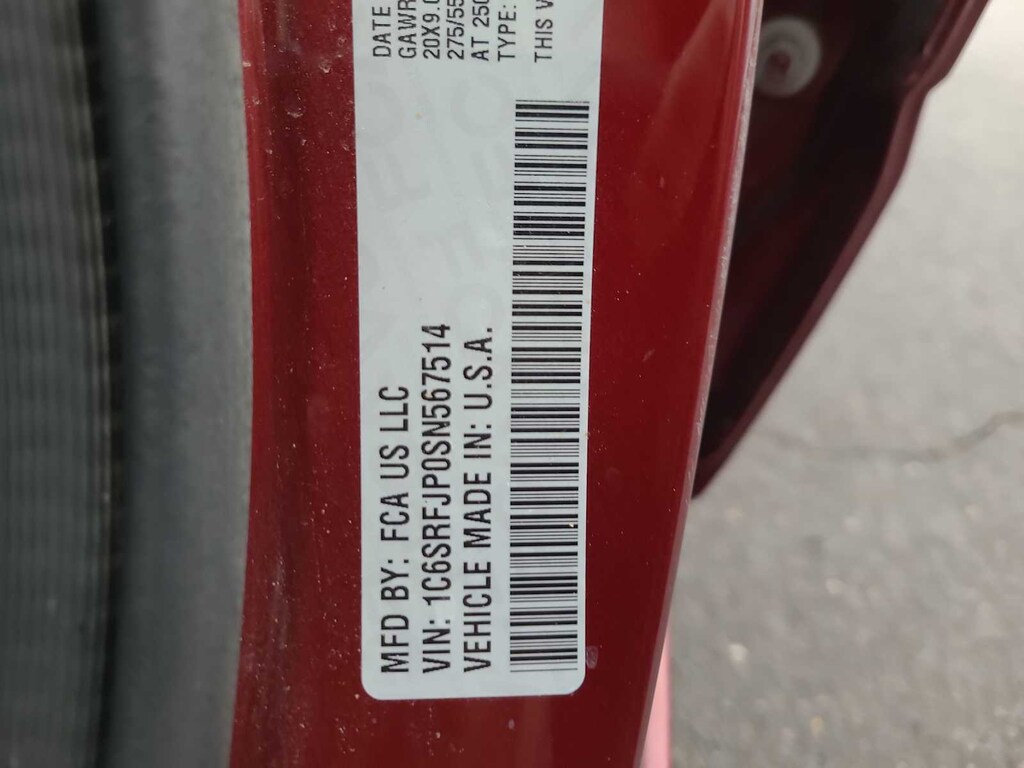 MFD BY: FCA US LLC
VIN: 1C6SRFJP0SN567514
VEHICLE MADE IN: U.S.A.
DATE
GAWR
20X9.0
275/55
AT 250
TYPE:
THIS V